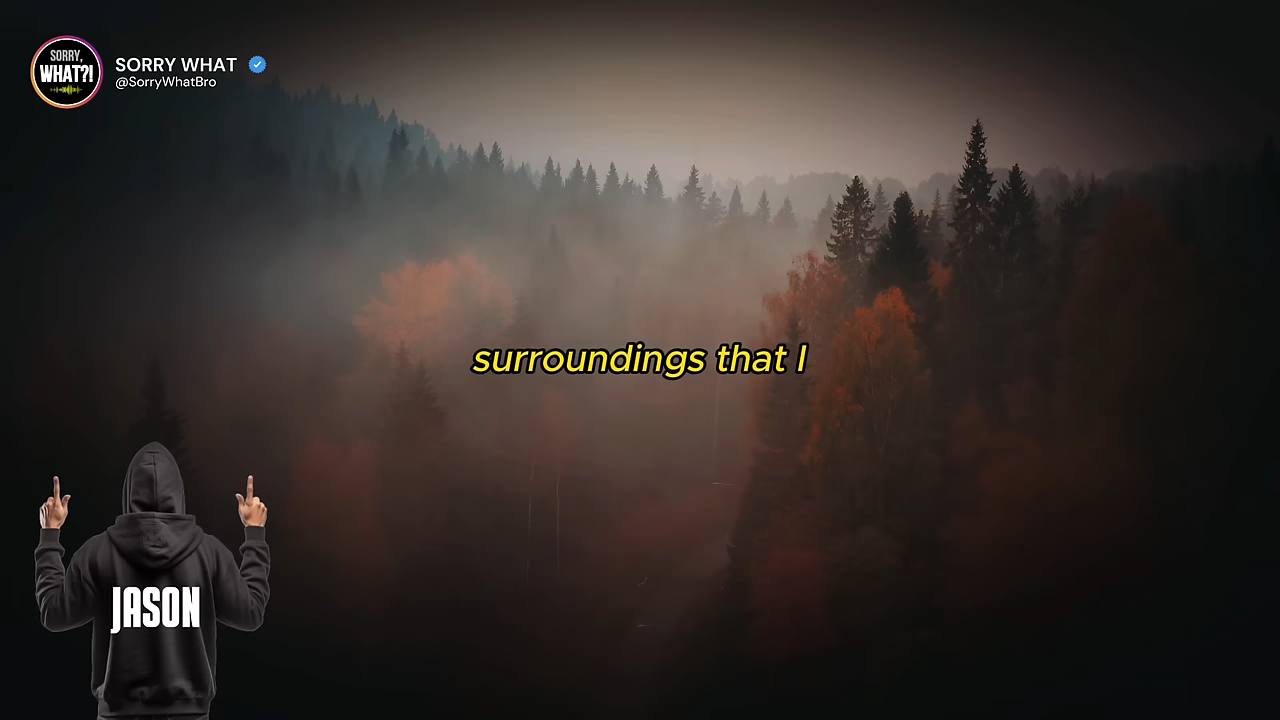 SORRY,
WHAT?!
SORRY WHAT
@SorryWhatBro
surroundings that I
JASON